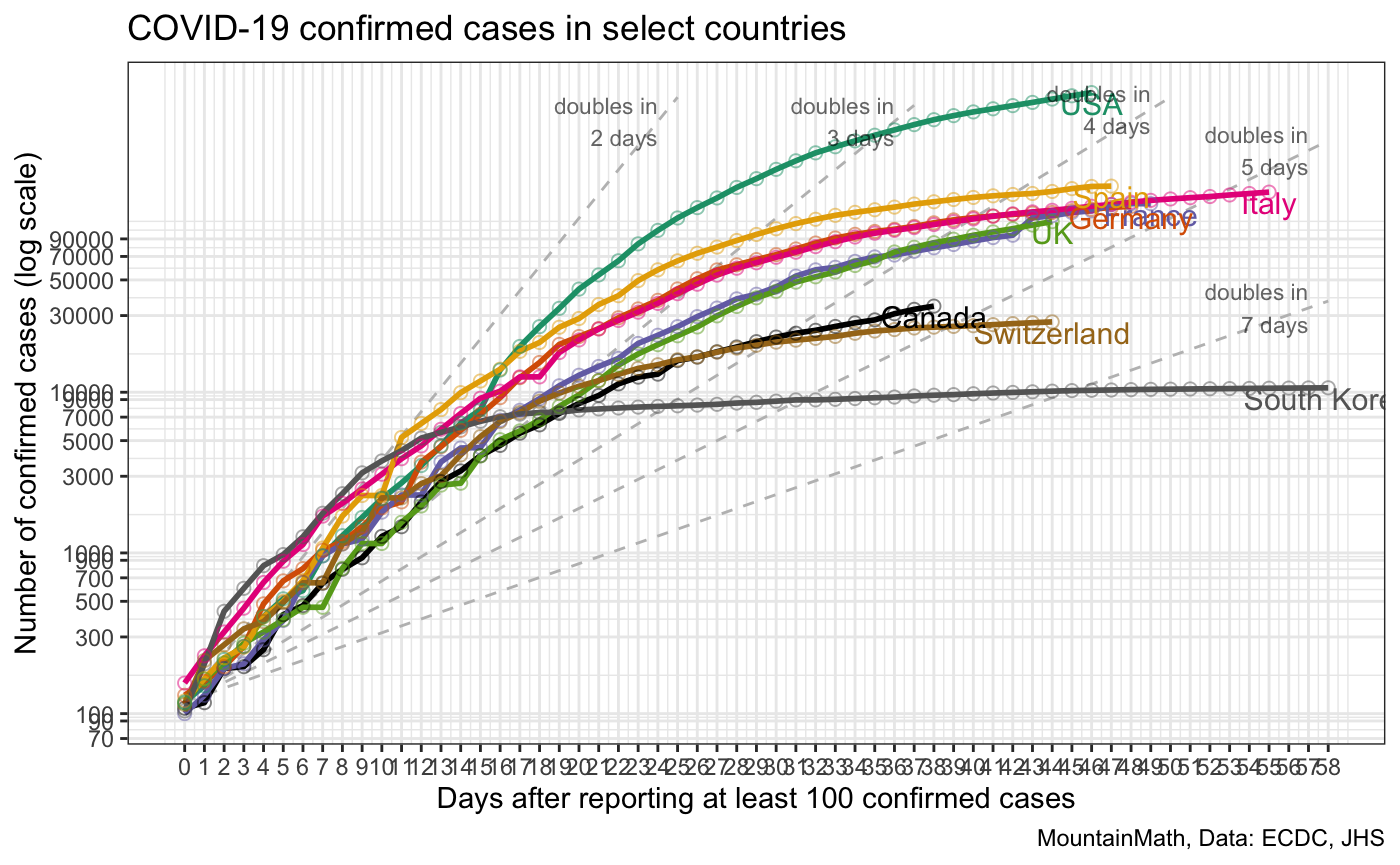 COVID-19 confirmed cases in select countries
Number of confirmed cases (log scale)
90000
70000
50000
30000
10000
9000
7000
5000
3000
1000
900
700
500
300
100
90
70
doubles in
2 days
doubles in
3 days
doubles in
4 days
doubles in
5 days
doubles in
7 days
USA
Spain
Italy
France
Germany
UK
Canada
Switzerland
South Kore
0 1 2 3 4 5 6 7 8 9 10 11 12 13 14 15 16 17 18 19 20 21 22 23 24 25 26 27 28 29 30 31 32 33 34 35 36 37 38 39 40 41 42 43 44 45 46 47 48 49 50 51 52 53 54 55 56 57 58
Days after reporting at least 100 confirmed cases
MountainMath, Data: ECDC, JHS